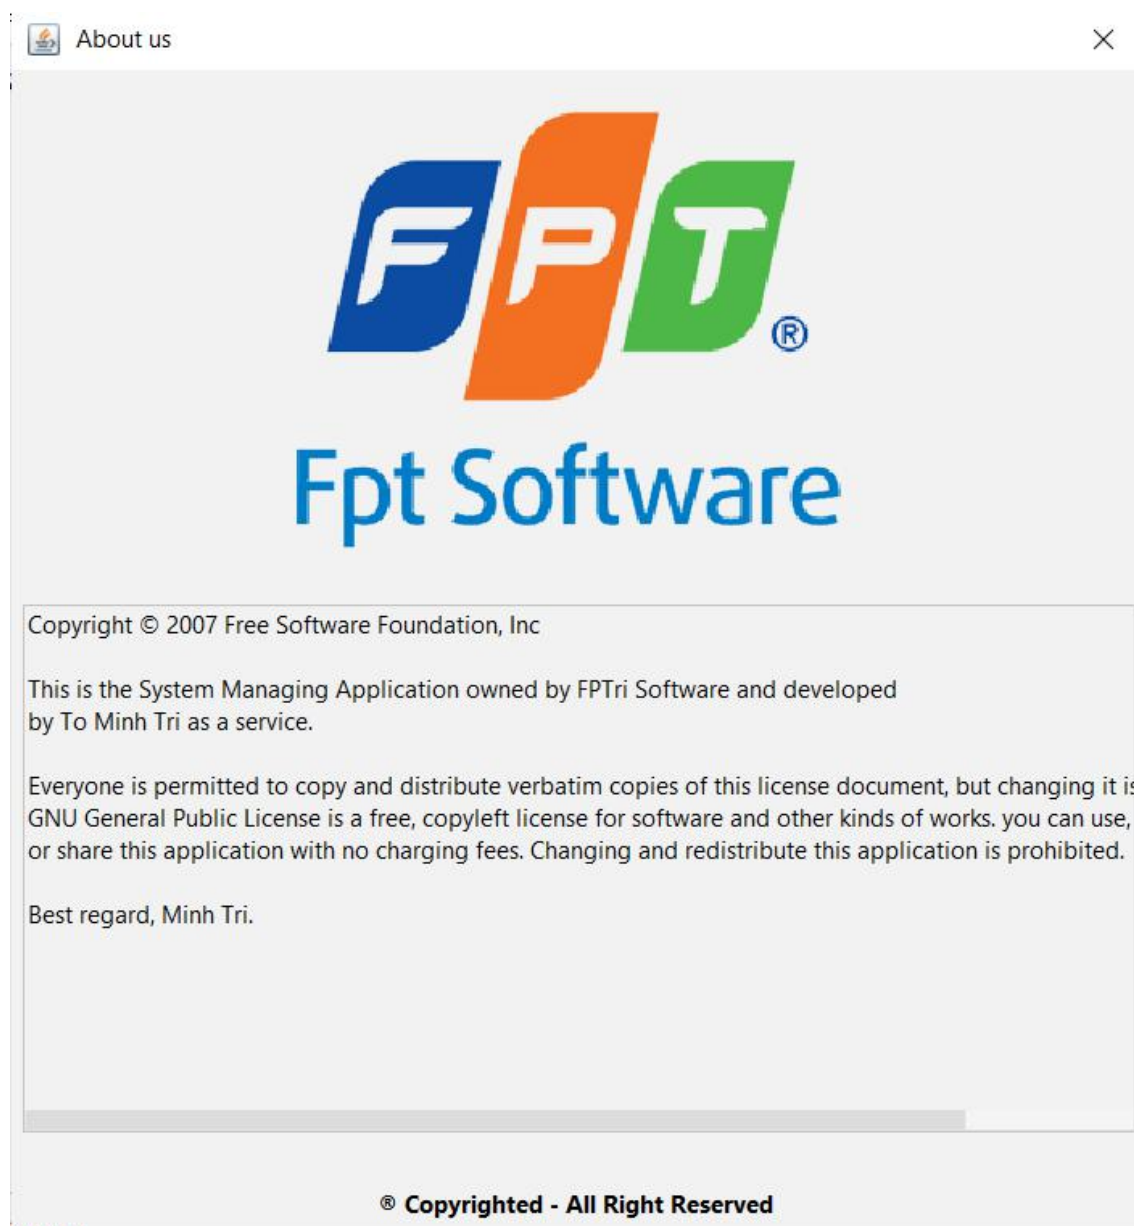 About us
FPT®
Fpt Software
Copyright © 2007 Free Software Foundation, Inc
This is the System Managing Application owned by FPTri Software and developed
by To Minh Tri as a service.
Everyone is permitted to copy and distribute verbatim copies of this license document, but changing it is
GNU General Public License is a free, copyleft license for software and other kinds of works. you can use,
or share this application with no charging fees. Changing and redistribute this application is prohibited.
Best regard, Minh Tri.
® Copyrighted - All Right Reserved